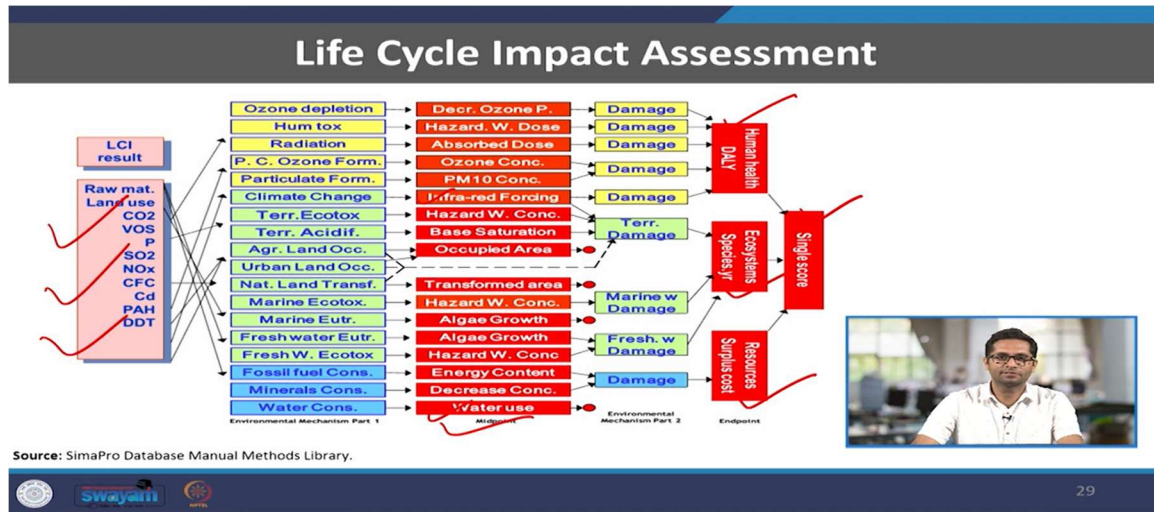 Life Cycle Impact Assessment
LCI
result
Raw mat.
Land use
CO2
VOS
P
SO2
NOx
CFC
Cd
PAH
DDT
Ozone depletion
Hum tox
Radiation
P. C. Ozone Form.
Particulate Form.
Climate Change
Terr.Ecotox
Terr. Acidif.
Agr. Land Occ.
Urban Land Occ.
Nat. Land Transf.
Marine Ecotox.
Marine Eutr.
Freshwater Eutr.
Fresh W. Ecotox
Fossil fuel Cons.
Minerals Cons.
Water Cons.
Environmental Mechanism Part 1
Decr. Ozone P.
Hazard. W. Dose
Absorbed Dose
Ozone Conc.
PM10 Conc.
Infra-red Forcing
Hazard W. Conc.
Base Saturation
Occupied Area
Transformed area
Hazard W. Conc.
Algae Growth
Algae Growth
Hazard W. Conc
Energy Content
Decrease Conc.
Water use
Midpoint
Damage
Damage
Damage
Damage
Damage
Terr.
Damage
Marine w
Damage
Fresh. w
Damage
Damage
Environmental
Mechanism Part 2
Human health
DALY
Ecosystems
Species.yr
Resources
Surplus cost
Endpoint
Single score
Source: SimaPro Database Manual Methods Library.
swayam
NPTEL
29